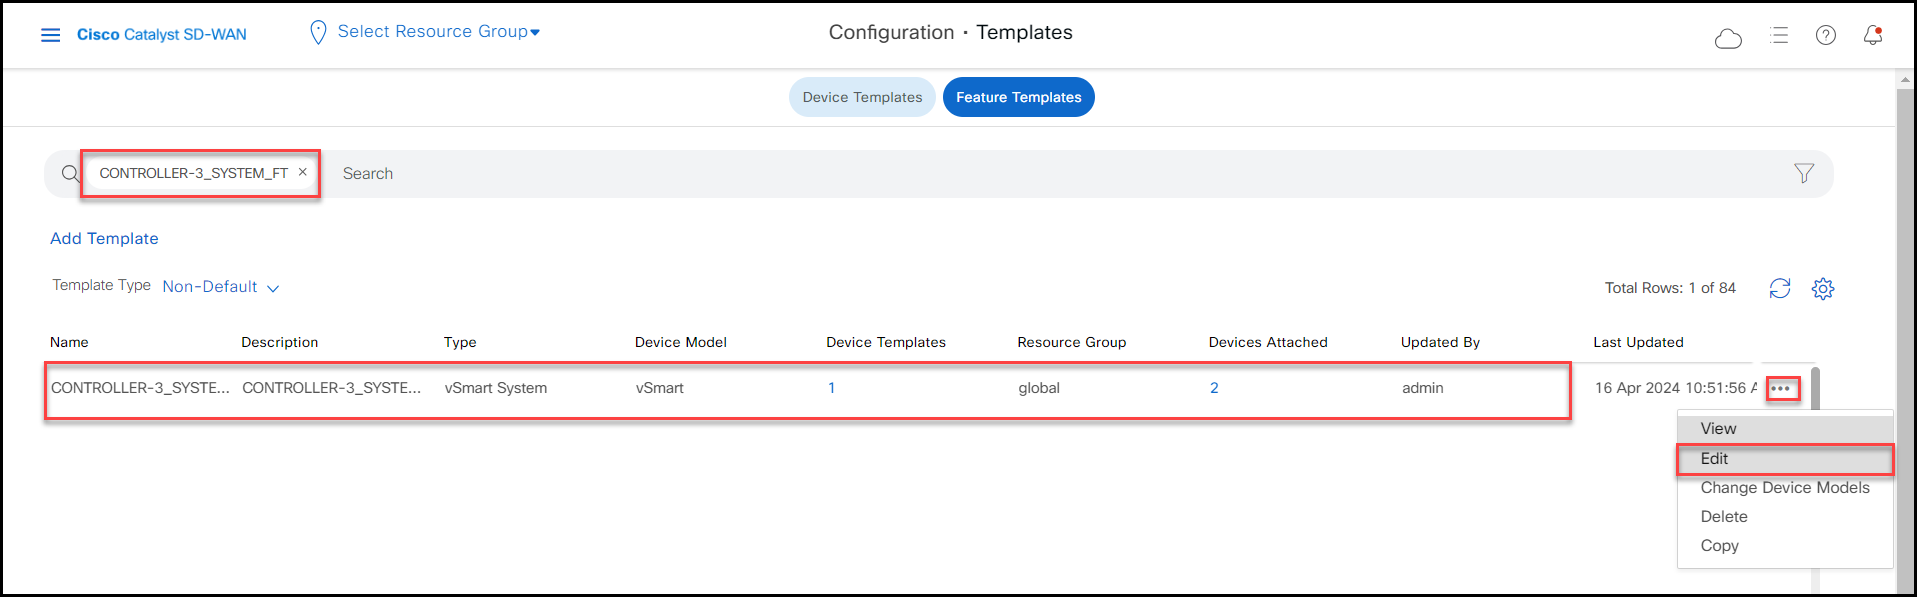 Cisco Catalyst SD-WAN
Select Resource Group
Configuration · Templates
Device Templates
Feature Templates
CONTROLLER-3_SYSTEM_FT ×
Search
Add Template
Template Type Non-Default
Total Rows: 1 of 84
Name Description Type Device Model Device Templates Resource Group Devices Attached Updated By Last Updated
CONTROLLER-3_SYSTE... CONTROLLER-3_SYSTE... vSmart System vSmart 1 global 2 admin 16 Apr 2024 10:51:56 A •••
View
Edit
Change Device Models
Delete
Copy